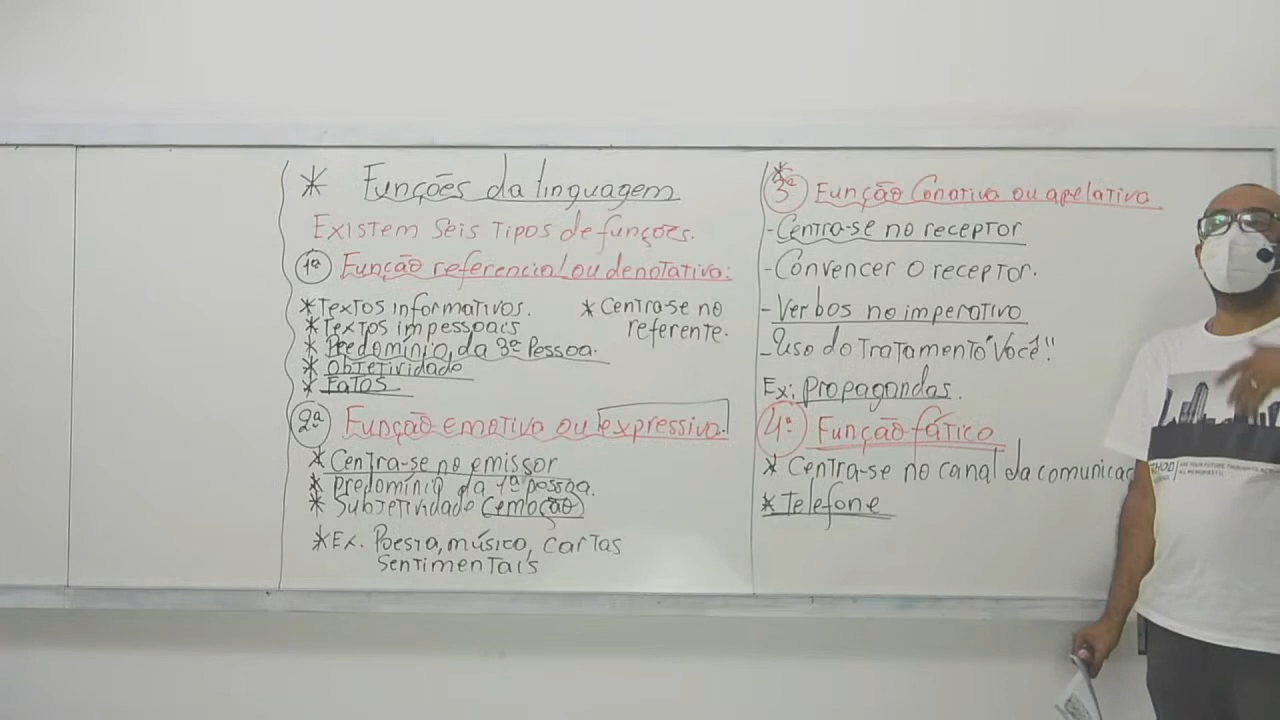 * Funções da linguagem
Existem seis tipos de funções.
1ª Função referencial ou denotativa:
* Textos informativos.
* Textos impessoais
* Predomínio da 3ª pessoa.
* Objetividade
* Fatos
* Centra-se no
referente.
2ª Função emotiva ou expressiva.
* Centra-se no emissor
* Predomínio da 1ª pessoa.
* Subjetividade (emoção)
* Ex. Poesia, músico, cartas
sentimentais
*
3ª Função Conativa ou apelativa
- Centra-se no receptor
- Convencer o receptor.
- Verbos no imperativo
- Uso do tratamento "Você".
Ex: Propagandas.
4ª Função fático
* Centra-se no canal da comunicac
* Telefone